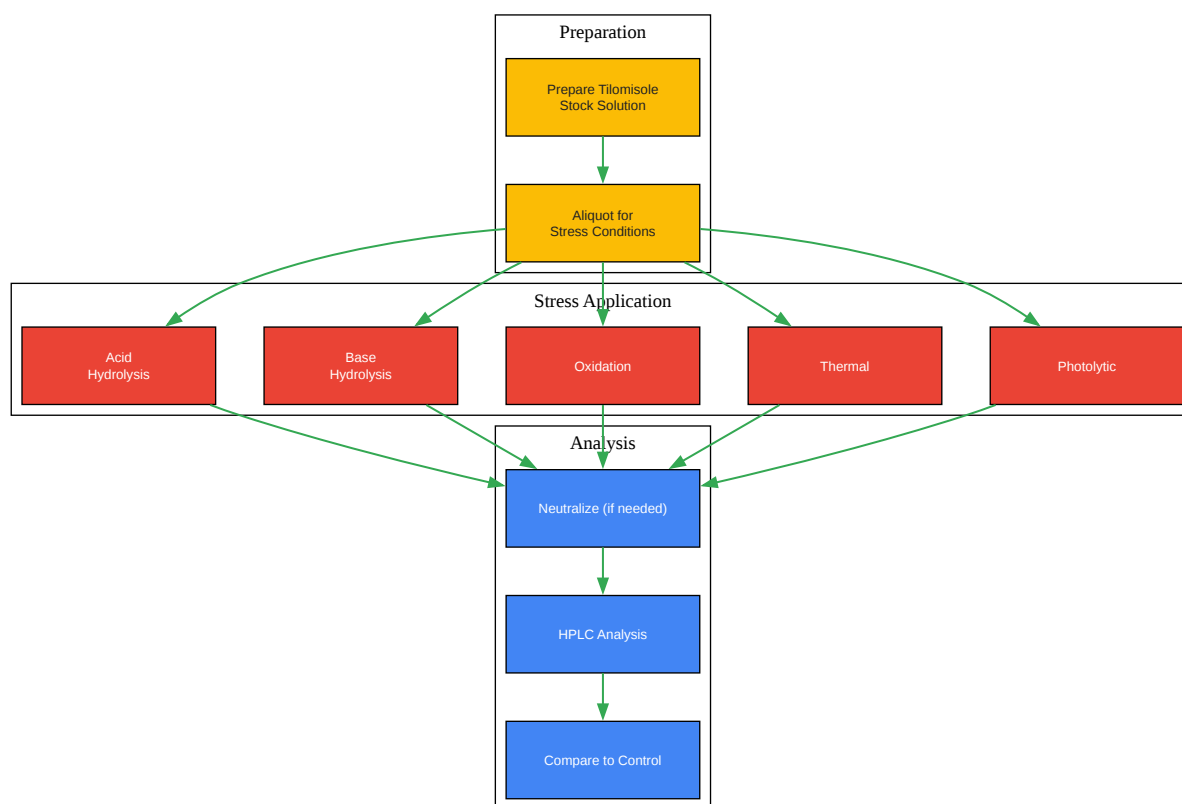 Preparation
Prepare Tilomisole
Stock Solution
Aliquot for
Stress Conditions
Stress Application
Acid
Hydrolysis
Base
Hydrolysis
Oxidation
Thermal
Photolytic
Analysis
Neutralize (if needed)
HPLC Analysis
Compare to Control